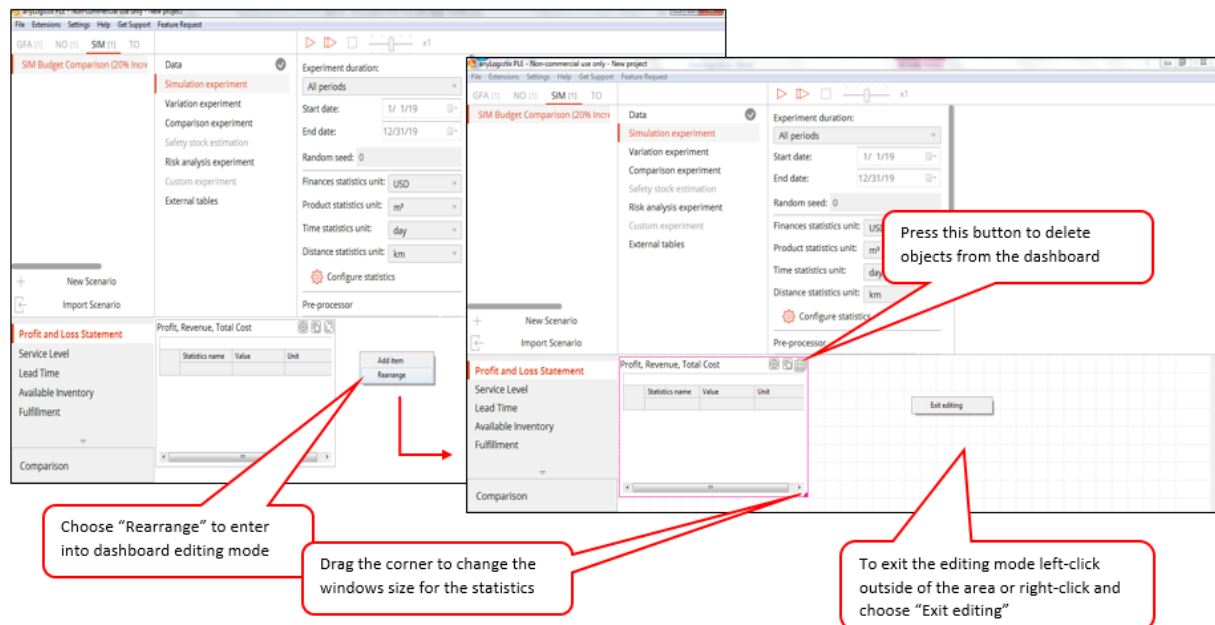 anyLogistix PLE - Non-commercial use only - New project
File Extensions Settings Help Get Support Feature Request
GFA [1] NO [1] SIM [1] TO
x1
SIM Budget Comparison (20% Incre
Data
Simulation experiment
Variation experiment
Comparison experiment
Safety stock estimation
Risk analysis experiment
Custom experiment
External tables
Experiment duration:
All periods
Start date: 1/ 1/19
End date: 12/31/19
Random seed: 0
Finances statistics unit: USD
Product statistics unit: m³
Time statistics unit: day
Distance statistics unit: km
Configure statistics
Pre-processor
New Scenario
Import Scenario
Profit and Loss Statement
Service Level
Lead Time
Available Inventory
Fulfillment
Comparison
Profit, Revenue, Total Cost
Statistics name Value Unit
Add item
Rearrange
anyLogistix PLE - Non-commercial use only - New project
File Extensions Settings Help Get Support Feature Request
GFA [1] NO [1] SIM [1] TO
x1
SIM Budget Comparison (20% Incre
Data
Simulation experiment
Variation experiment
Comparison experiment
Safety stock estimation
Risk analysis experiment
Custom experiment
External tables
Experiment duration:
All periods
Start date: 1/ 1/19
End date: 12/31/19
Random seed: 0
Finances statistics unit: USD
Product statistics unit: m³
Time statistics unit: day
Distance statistics unit: km
Configure statistics
Pre-processor
New Scenario
Import Scenario
Profit and Loss Statement
Service Level
Lead Time
Available Inventory
Fulfillment
Comparison
Profit, Revenue, Total Cost
Statistics name Value Unit
Exit editing
Press this button to delete
objects from the dashboard
Choose “Rearrange” to enter
into dashboard editing mode
Drag the corner to change the
windows size for the statistics
To exit the editing mode left-click
outside of the area or right-click and
choose “Exit editing”